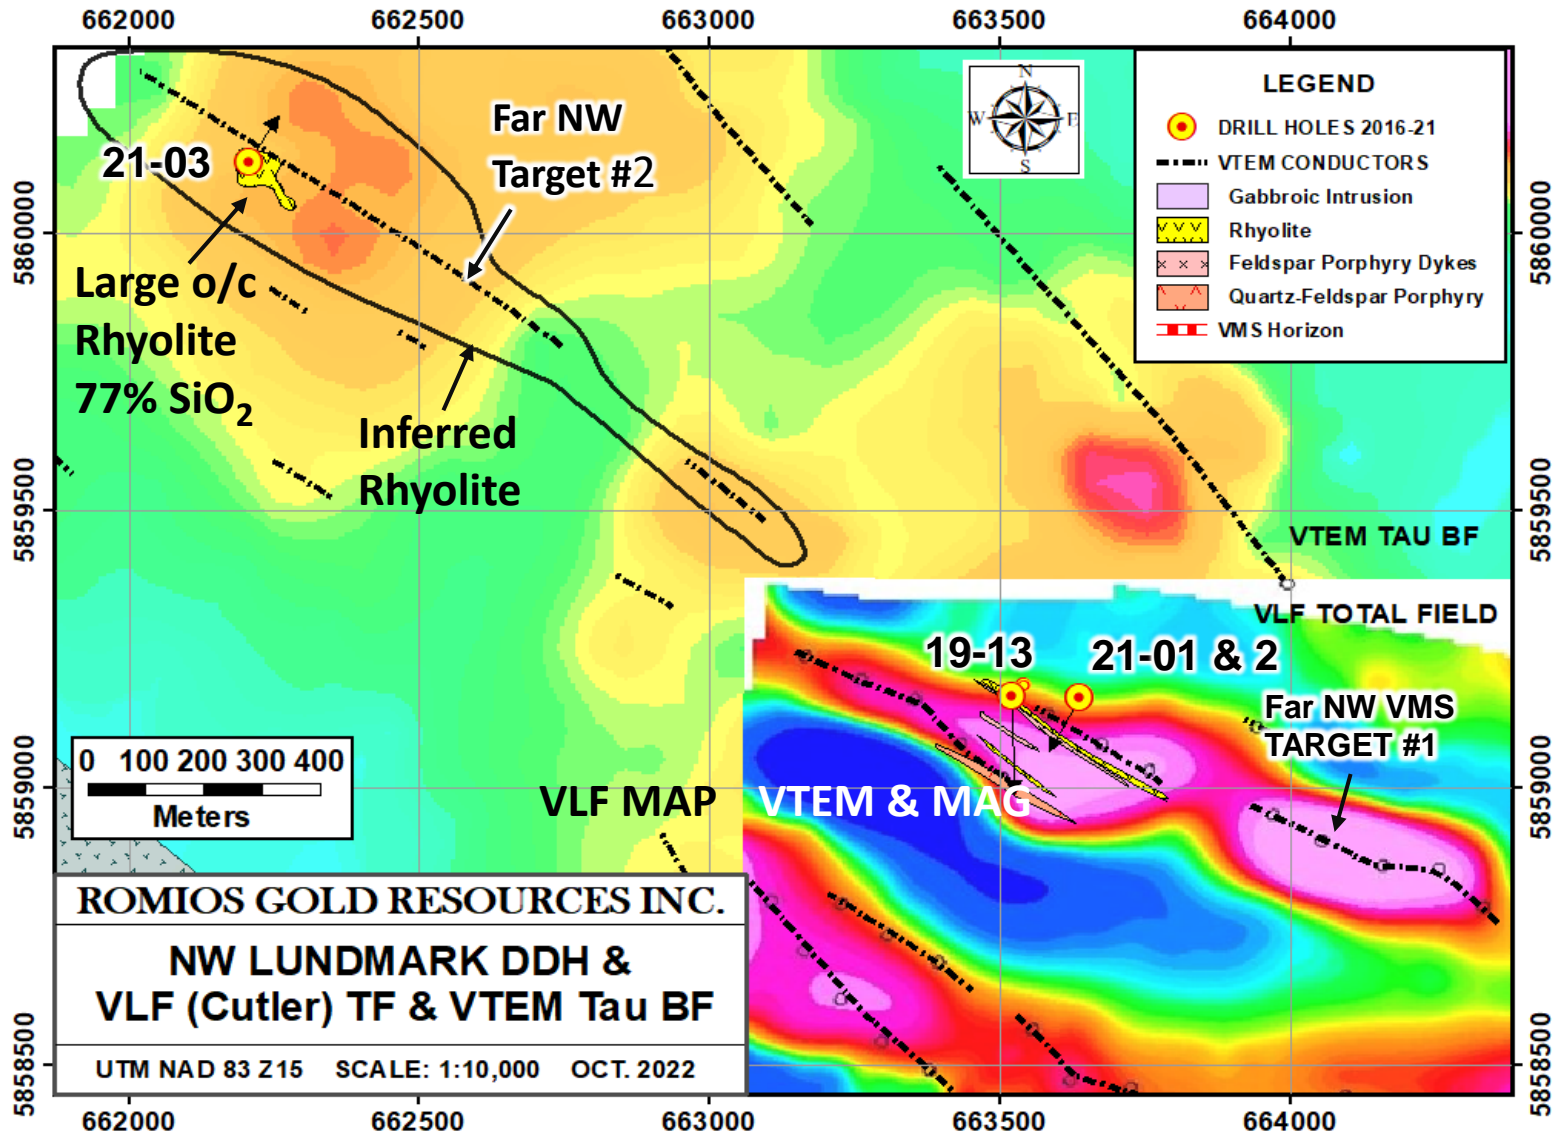 662000 662500 663000 663500 664000
LEGEND
DRILL HOLES 2016-21
VTEM CONDUCTORS
Gabbroic Intrusion
Rhyolite
Feldspar Porphyry Dykes
Quartz-Feldspar Porphyry
VMS Horizon
N
W E
S
Far NW
Target #2
21-03
5860000
5860000
Large o/c
Rhyolite
77% SiO2
Inferred
Rhyolite
5859500
5859500
VTEM TAU BF
VLF TOTAL FIELD
19-13
21-01 & 2
Far NW VMS
TARGET #1
5859000
5859000
0 100 200 300 400
Meters
VLF MAP
VTEM & MAG
ROMIOS GOLD RESOURCES INC.
NW LUNDMARK DDH &
VLF (Cutler) TF & VTEM Tau BF
UTM NAD 83 Z15 SCALE: 1:10,000 OCT. 2022
5858500
5858500
662000 662500 663000 663500 664000